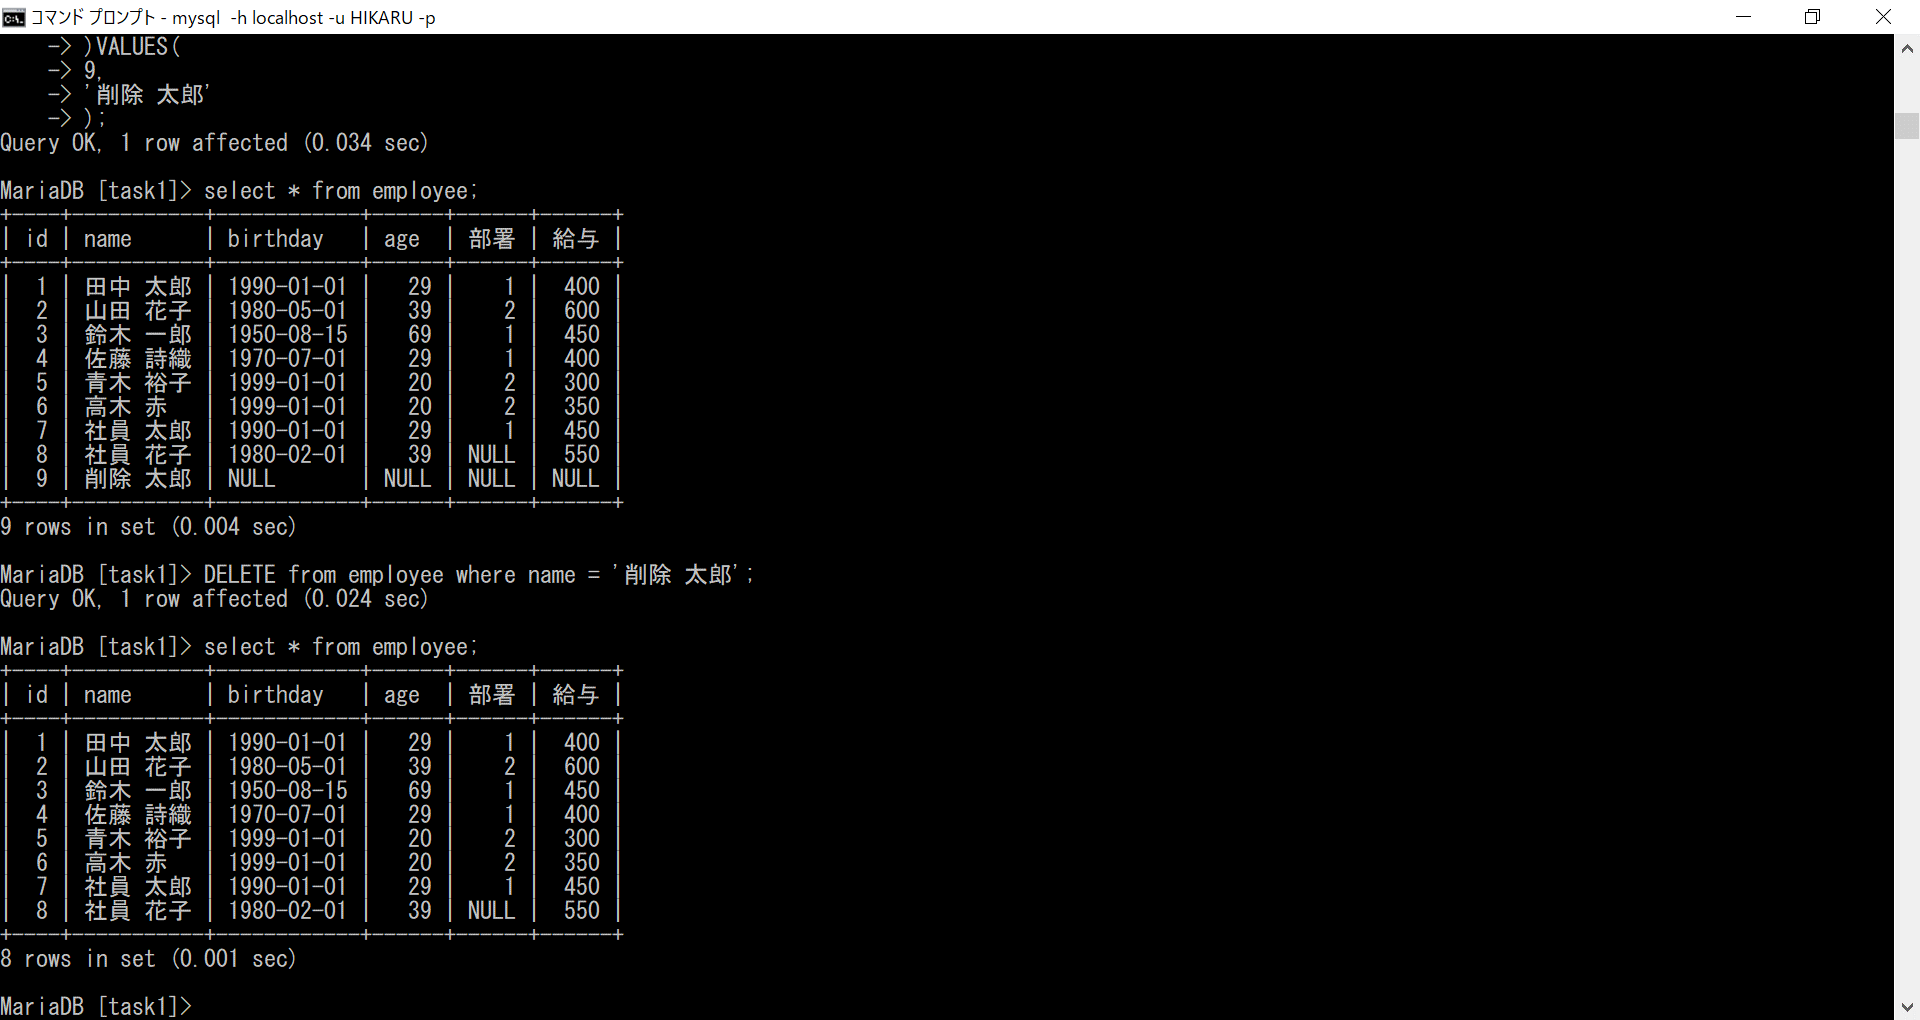 コマンド プロンプト - mysql  -h localhost -u HIKARU -p
    -> )VALUES(
    -> 9,
    -> '削除 太郎'
    -> );
Query OK, 1 row affected (0.034 sec)
MariaDB [task1]> select * from employee;
+----+-----------+------------+------+------+------+
| id | name      | birthday   | age  | 部署 | 給与 |
+----+-----------+------------+------+------+------+
|  1 | 田中 太郎 | 1990-01-01 |   29 |    1 |  400 |
|  2 | 山田 花子 | 1980-05-01 |   39 |    2 |  600 |
|  3 | 鈴木 一郎 | 1950-08-15 |   69 |    1 |  450 |
|  4 | 佐藤 詩織 | 1970-07-01 |   29 |    1 |  400 |
|  5 | 青木 裕子 | 1999-01-01 |   20 |    2 |  300 |
|  6 | 高木 赤   | 1999-01-01 |   20 |    2 |  350 |
|  7 | 社員 太郎 | 1990-01-01 |   29 |    1 |  450 |
|  8 | 社員 花子 | 1980-02-01 |   39 | NULL |  550 |
|  9 | 削除 太郎 | NULL       | NULL | NULL | NULL |
+----+-----------+------------+------+------+------+
9 rows in set (0.004 sec)
MariaDB [task1]> DELETE from employee where name = '削除 太郎';
Query OK, 1 row affected (0.024 sec)
MariaDB [task1]> select * from employee;
+----+-----------+------------+------+------+------+
| id | name      | birthday   | age  | 部署 | 給与 |
+----+-----------+------------+------+------+------+
|  1 | 田中 太郎 | 1990-01-01 |   29 |    1 |  400 |
|  2 | 山田 花子 | 1980-05-01 |   39 |    2 |  600 |
|  3 | 鈴木 一郎 | 1950-08-15 |   69 |    1 |  450 |
|  4 | 佐藤 詩織 | 1970-07-01 |   29 |    1 |  400 |
|  5 | 青木 裕子 | 1999-01-01 |   20 |    2 |  300 |
|  6 | 高木 赤   | 1999-01-01 |   20 |    2 |  350 |
|  7 | 社員 太郎 | 1990-01-01 |   29 |    1 |  450 |
|  8 | 社員 花子 | 1980-02-01 |   39 | NULL |  550 |
+----+-----------+------------+------+------+------+
8 rows in set (0.001 sec)
MariaDB [task1]>